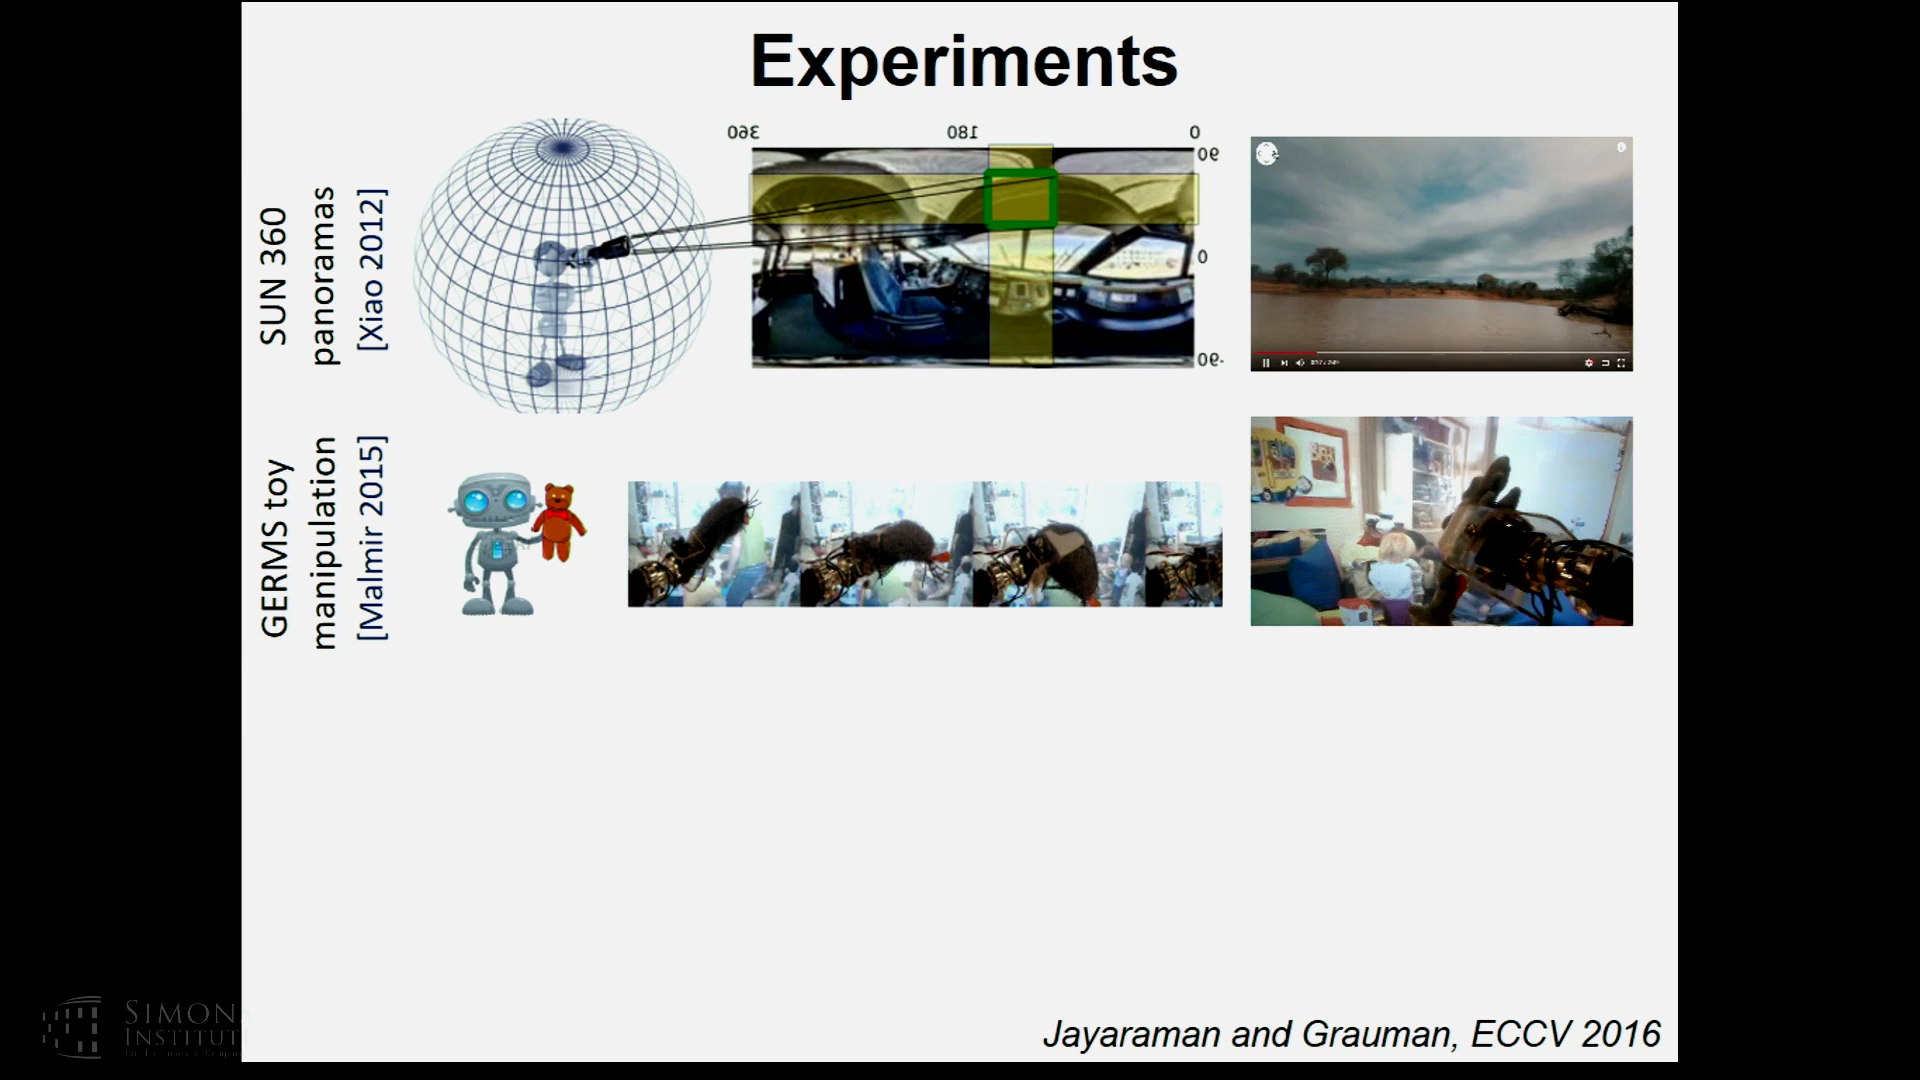 Experiments
SUN 360
panoramas
[Xiao 2012]
360
180
0
90
0
-90
GERMS toy
manipulation
[Malmir 2015]
Jayaraman and Grauman, ECCV 2016
SIMONS
INSTITUTE